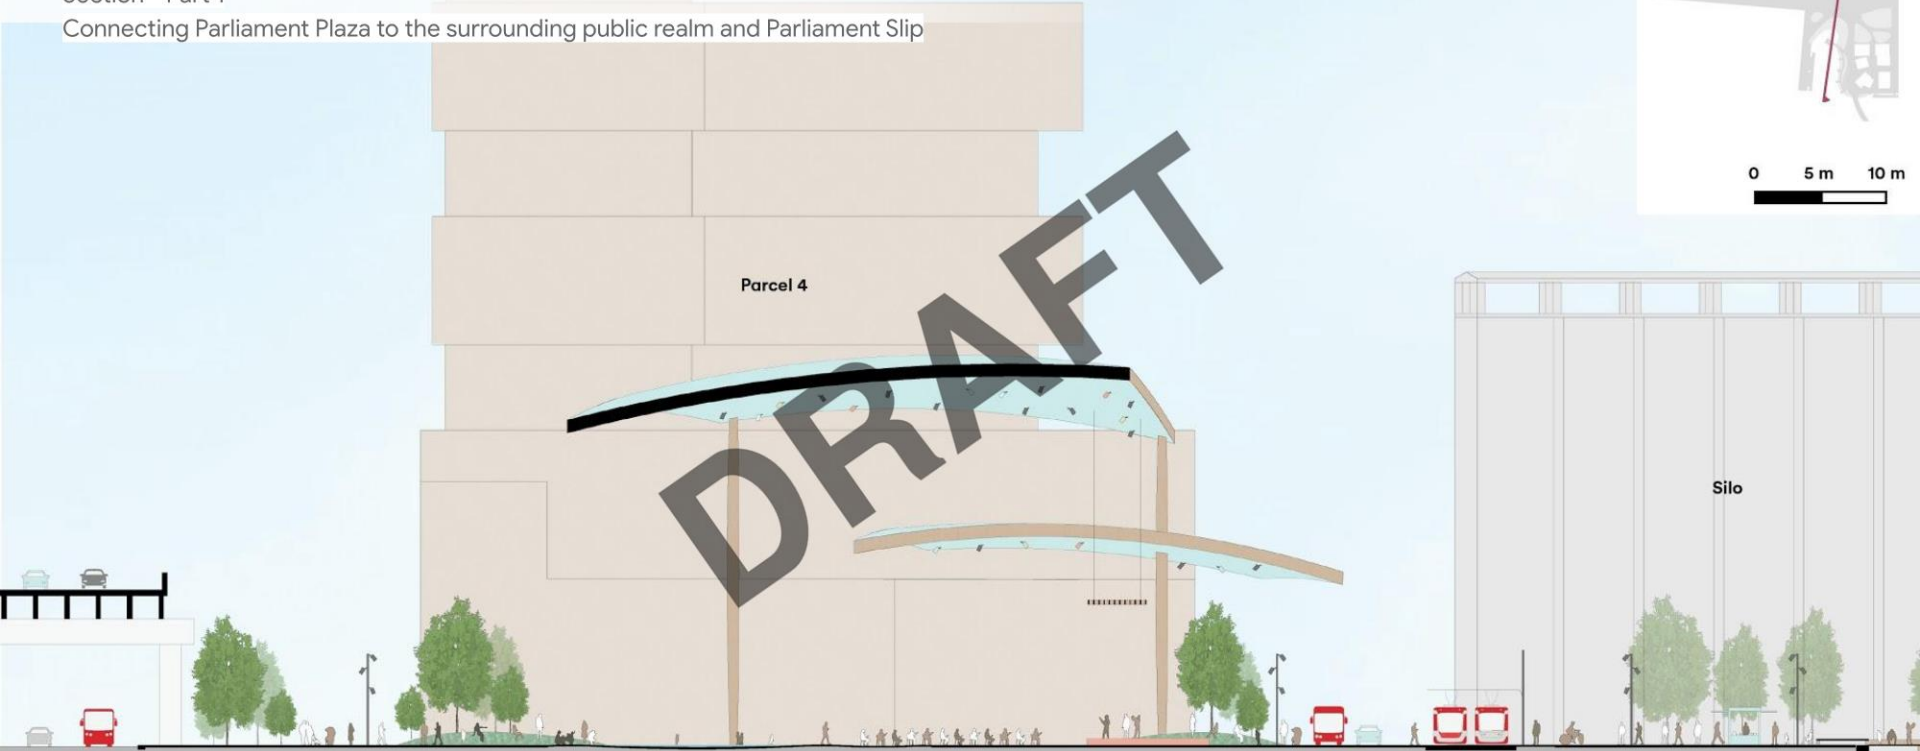 Connecting Parliament Plaza to the surrounding public realm and Parliament Slip
0 5 m 10 m
DRAFT
Parcel 4
Silo